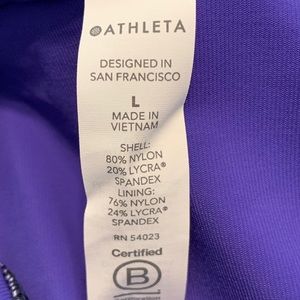 ATHLETA
DESIGNED IN
SAN FRANCISCO
L
MADE IN
VIETNAM
SHELL:
80% NYLON
20% LYCRA®
SPANDEX
LINING:
76% NYLON
24% LYCRA®
SPANDEX
RN 54023
Certified
B